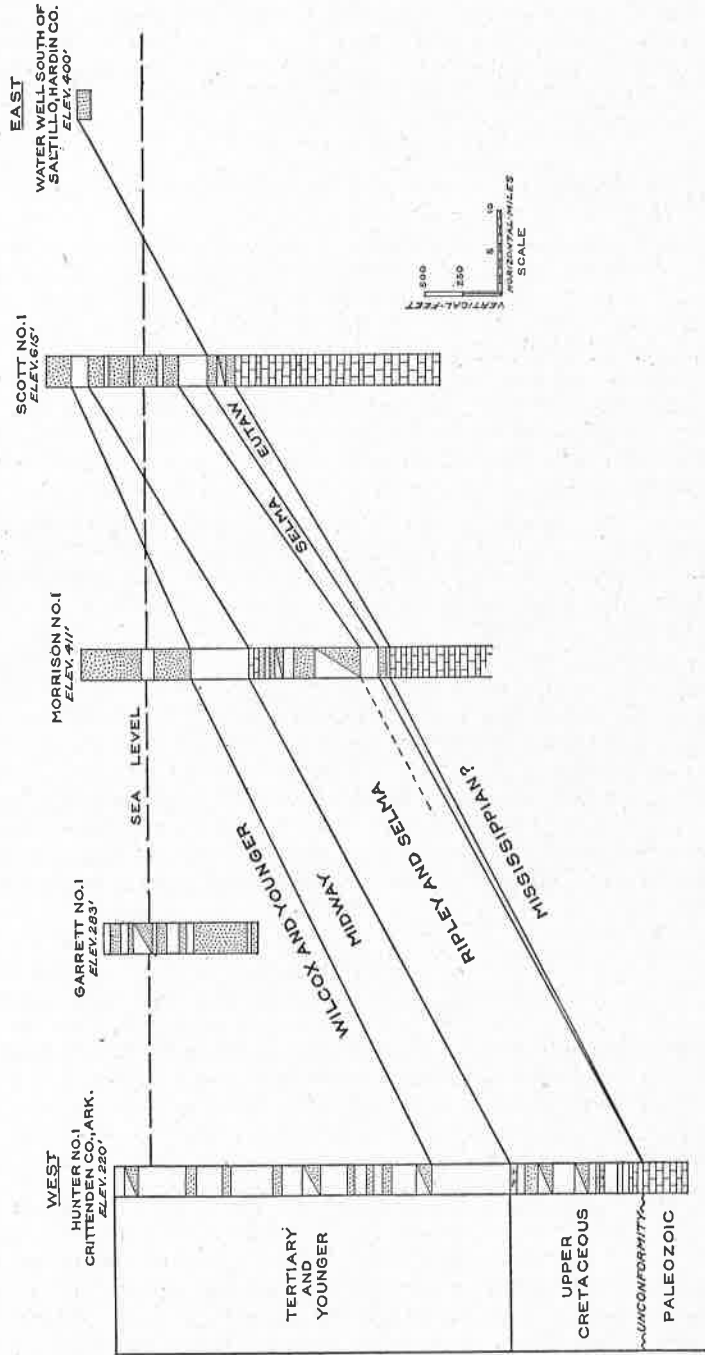 WEST
HUNTER NO.1
CRITTENDEN CO., ARK.
ELEV. 220'
GARRETT NO.1
ELEV. 283'
MORRISON NO.1
ELEV. 411'
SCOTT NO.1
ELEV. 615'
EAST
WATER WELL SOUTH OF
SALTILLO, HARDIN CO.
ELEV. 400'
SEA LEVEL
WILCOX AND YOUNGER
MIDWAY
RIPLEY AND SELMA
MISSISSIPPIAN?
SELMA
EUTAW
TERTIARY
AND
YOUNGER
UPPER
CRETACEOUS
UNCONFORMITY
PALEOZOIC
VERTICAL-FEET
500
250
5
10
HORIZONTAL-MILES
SCALE